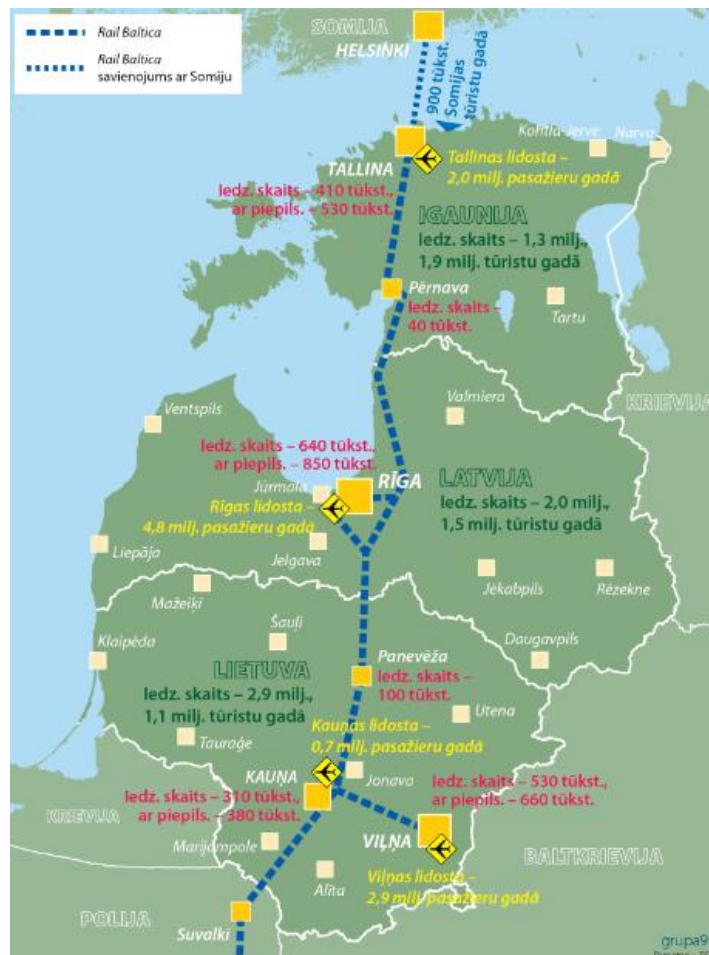 Rail Baltica
Rail Baltica
savienojums ar Somiju
SOMIJA
HELSINKI
900 tūkst.
Somijas
tūristu gadā
TALLINA
Kohtla-Jerve
Narva
Tallinas lidosta –
2,0 milj. pasažieru gadā
Iedz. skaits – 410 tūkst.,
ar piepils. – 530 tūkst.
IGAUNIJA
Iedz. skaits – 1,3 milj.,
1,9 milj. tūristu gadā
Pērnava
Iedz. skaits –
40 tūkst.
Tartu
Ventspils
Valmiera
KRIEVIJA
Iedz. skaits – 640 tūkst.,
ar piepils. – 850 tūkst.
RĪGA
LATVIJA
Iedz. skaits – 2,0 milj.,
1,5 milj. tūristu gadā
Jūrmala
Rīgas lidosta –
4,8 milj. pasažieru gadā
Liepāja
Jelgava
Jēkabpils
Rēzekne
Mažeiķi
Šauļi
Daugavpils
Klaipēda
Panevēža
LIETUVA
Iedz. skaits –
100 tūkst.
Iedz. skaits – 2,9 milj.,
1,1 milj. tūristu gadā
Utena
Kauņas lidosta –
0,7 milj. pasažieru gadā
Tauraģe
KAUŅA
Jonava
Iedz. skaits – 530 tūkst.,
ar piepils. – 660 tūkst.
Iedz. skaits – 310 tūkst.,
ar piepils. – 380 tūkst.
KRIEVIJA
Marijampole
VIĻŅA
BALTKRIEVIJA
Alīta
Viļņas lidosta –
2,9 milj. pasažieru gadā
POLIJA
Suvalki
grupa9